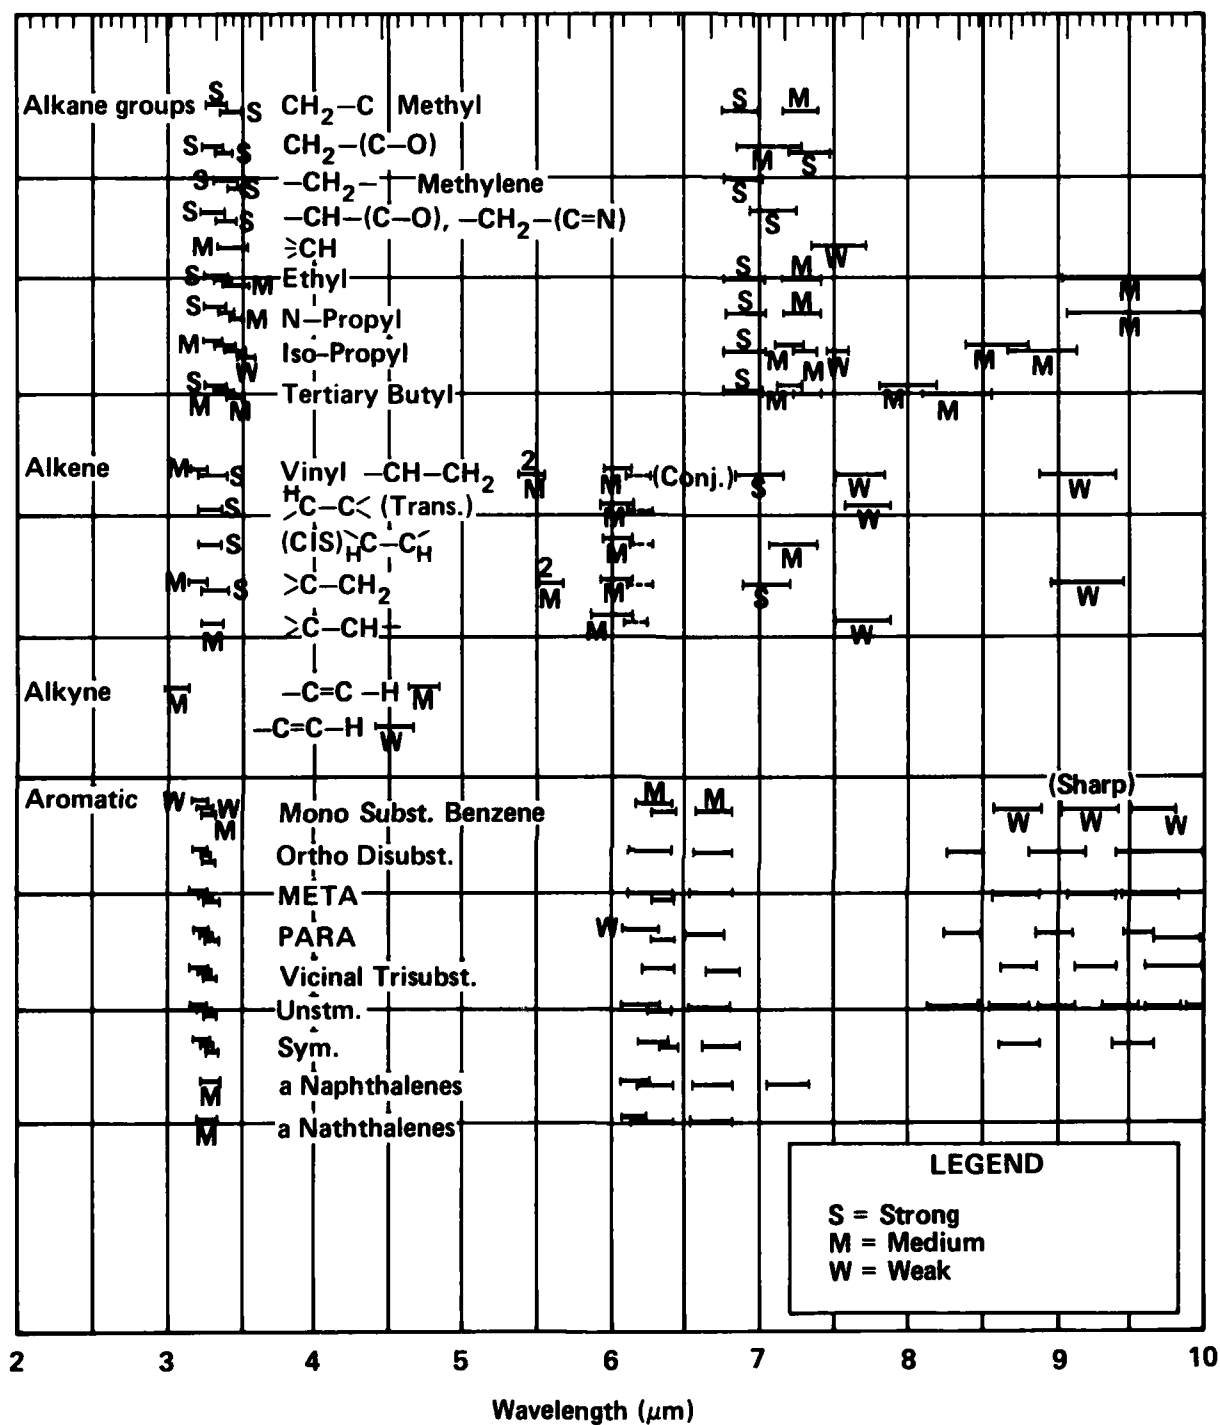 S
Alkane groups S CH2–C Methyl S M
S S CH2–(C–O) M S
S S –CH2– Methylene S
S S –CH–(C–O), –CH2–(C=N) S
M >CH W
S M Ethyl S M M
S M N–Propyl S M M
M W Iso-Propyl S M M W M M
S M M Tertiary Butyl S M M M
Alkene M S Vinyl –CH–CH2 2 M M (Conj.) S W W
S H C–C< (Trans.) M W
S (CIS) H C–C H M M
M S >C–CH2 2 M M S W
M >C–CH M W
Alkyne M –C=C –H M
–C=C–H W
Aromatic W W M Mono Subst. Benzene M M (Sharp) W W W
Ortho Disubst.
META
PARA W
Vicinal Trisubst.
Unstm.
Sym.
M a Naphthalenes
M a Naththalenes
LEGEND
S = Strong
M = Medium
W = Weak
2 3 4 5 6 7 8 9 10
Wavelength (μm)